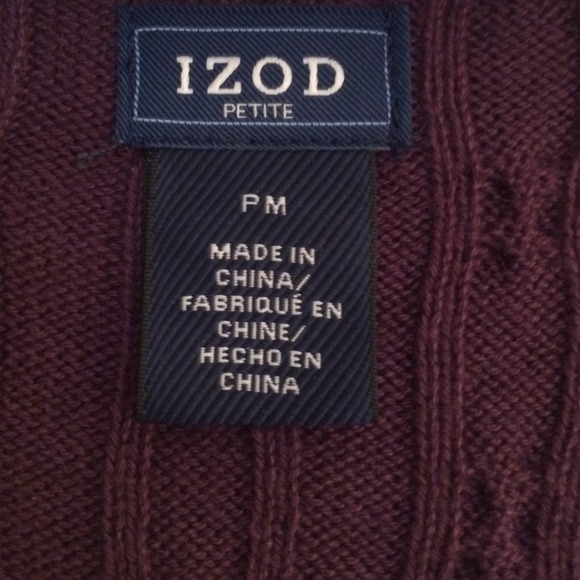 IZOD
PETITE
PM
MADE IN
CHINA/
FABRIQUÉ EN
CHINE/
HECHO EN
CHINA